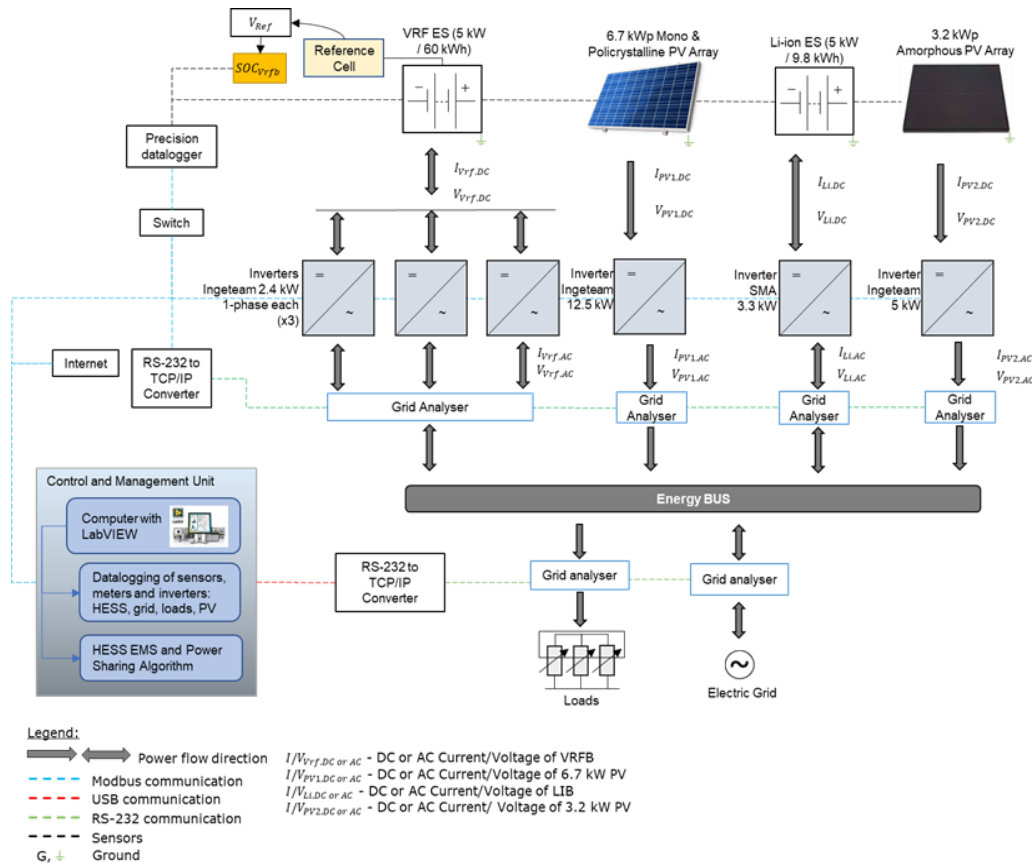 V_Ref
SOC_Vrfb
Reference
Cell
VRF ES (5 kW
/ 60 kWh)
6.7 kWp Mono &
Policrystalline PV Array
Li-ion ES (5 kW
/ 9.8 kWh)
3.2 kWp
Amorphous PV Array
− +
− +
Precision
datalogger
Switch
I_Vrf.DC
V_Vrf.DC
I_PV1.DC
V_PV1.DC
I_Li.DC
V_Li.DC
I_PV2.DC
V_PV2.DC
Inverters
Ingeteam 2.4 kW
1-phase each
(x3)
= ~
= ~
= ~
Inverter
Ingeteam
12.5 kW
= ~
Inverter
SMA
3.3 kW
= ~
Inverter
Ingeteam
5 kW
= ~
Internet
RS-232 to
TCP/IP
Converter
I_Vrf.AC
V_Vrf.AC
I_PV1.AC
V_PV1.AC
I_Li.AC
V_Li.AC
I_PV2.AC
V_PV2.AC
Grid Analyser
Grid
Analyser
Grid
Analyser
Grid
Analyser
Energy BUS
Control and Management Unit
Computer with
LabVIEW
Datalogging of sensors,
meters and inverters:
HESS, grid, loads, PV
HESS EMS and Power
Sharing Algorithm
RS-232 to
TCP/IP
Converter
Grid analyser
Grid analyser
Loads
~
Electric Grid
Legend:
Power flow direction
Modbus communication
USB communication
RS-232 communication
Sensors
G, Ground
I/V_Vrf.DC or AC - DC or AC Current/Voltage of VRFB
I/V_PV1.DC or AC - DC or AC Current/Voltage of 6.7 kW PV
I/V_Li.DC or AC - DC or AC Current/Voltage of LIB
I/V_PV2.DC or AC - DC or AC Current/ Voltage of 3.2 kW PV